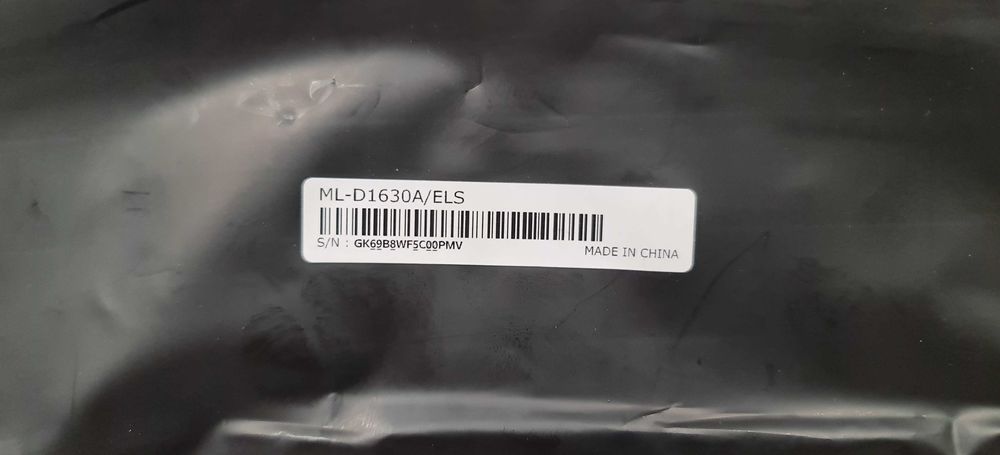 ML-D1630A/ELS
S/N : GK69B8WF5C00PMV
MADE IN CHINA